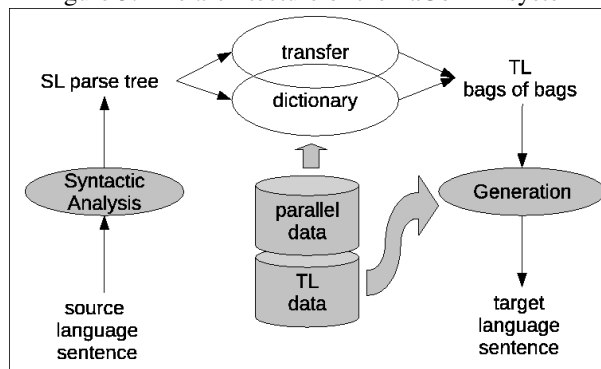 transfer
SL parse tree
dictionary
TL
bags of bags
Syntactic
Analysis
parallel
data
TL
data
Generation
source
language
sentence
target
language
sentence